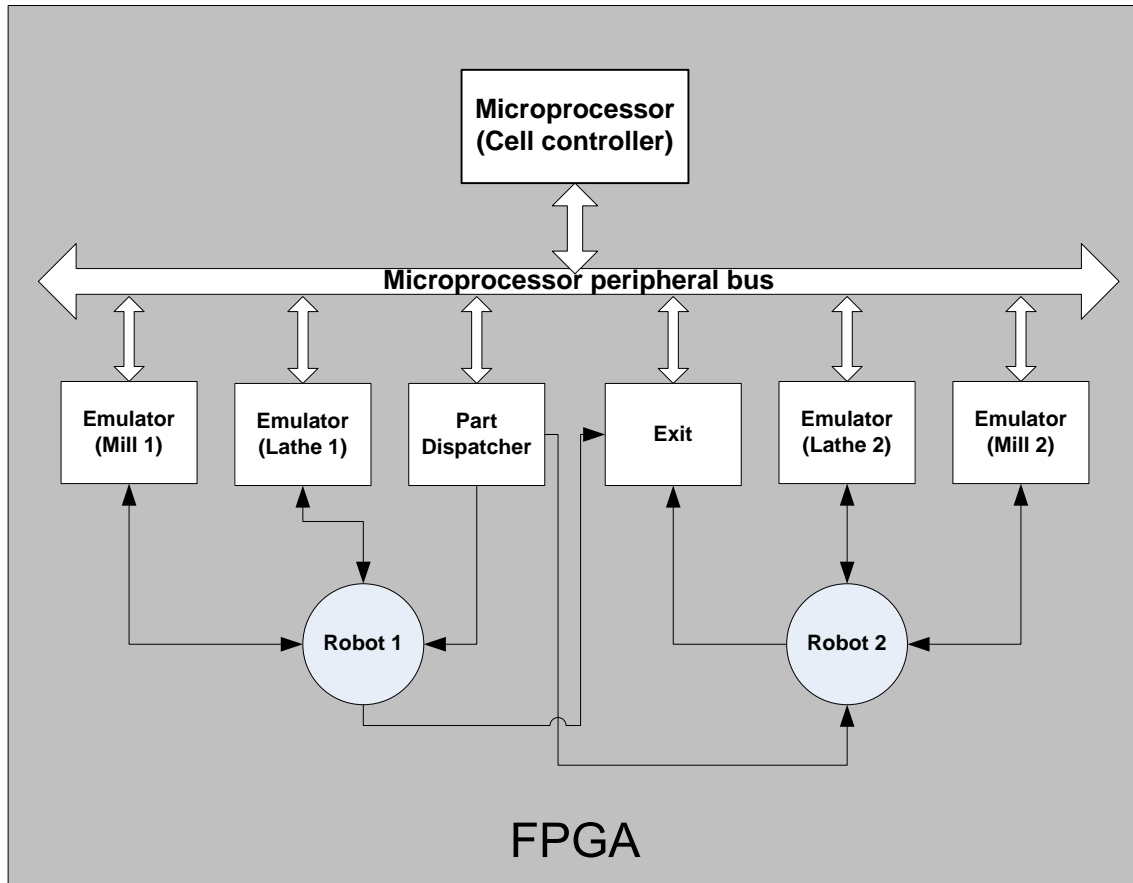 Microprocessor
(Cell controller)
Microprocessor peripheral bus
Emulator
(Mill 1)
Emulator
(Lathe 1)
Part
Dispatcher
Exit
Emulator
(Lathe 2)
Emulator
(Mill 2)
Robot 1
Robot 2
FPGA